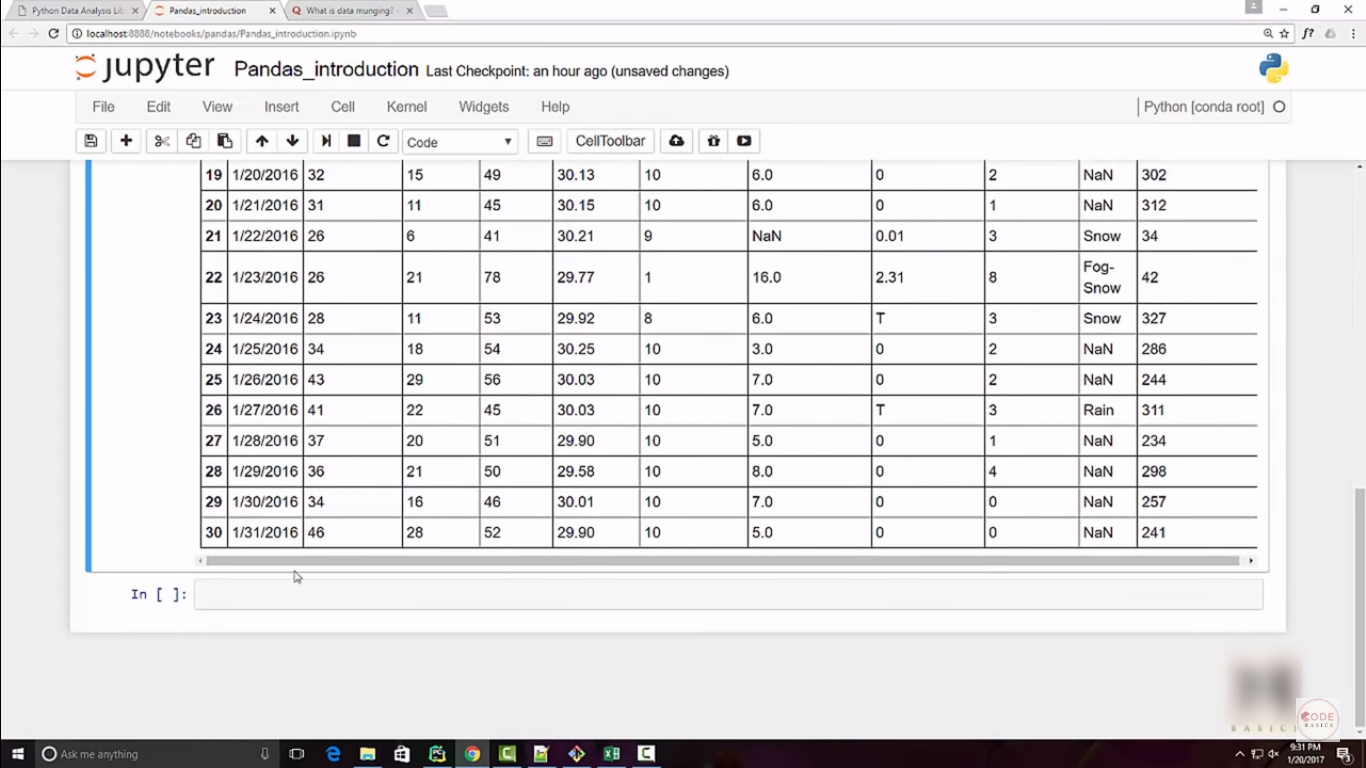 Python Data Analysis Lib
Pandas_introduction
What is data munging?
localhost:8888/notebooks/pandas/Pandas_introduction.ipynb
f?
jupyter Pandas_introduction Last Checkpoint: an hour ago (unsaved changes)
File Edit View Insert Cell Kernel Widgets Help Python [conda root]
Code CellToolbar
19 1/20/2016 32 15 49 30.13 10 6.0 0 2 NaN 302
20 1/21/2016 31 11 45 30.15 10 6.0 0 1 NaN 312
21 1/22/2016 26 6 41 30.21 9 NaN 0.01 3 Snow 34
22 1/23/2016 26 21 78 29.77 1 16.0 2.31 8 Fog-
Snow 42
23 1/24/2016 28 11 53 29.92 8 6.0 T 3 Snow 327
24 1/25/2016 34 18 54 30.25 10 3.0 0 2 NaN 286
25 1/26/2016 43 29 56 30.03 10 7.0 0 2 NaN 244
26 1/27/2016 41 22 45 30.03 10 7.0 T 3 Rain 311
27 1/28/2016 37 20 51 29.90 10 5.0 0 1 NaN 234
28 1/29/2016 36 21 50 29.58 10 8.0 0 4 NaN 298
29 1/30/2016 34 16 46 30.01 10 7.0 0 0 NaN 257
30 1/31/2016 46 28 52 29.90 10 5.0 0 0 NaN 241
In [ ]:
CODE
BASICS
Ask me anything
9:31 PM
1/20/2017